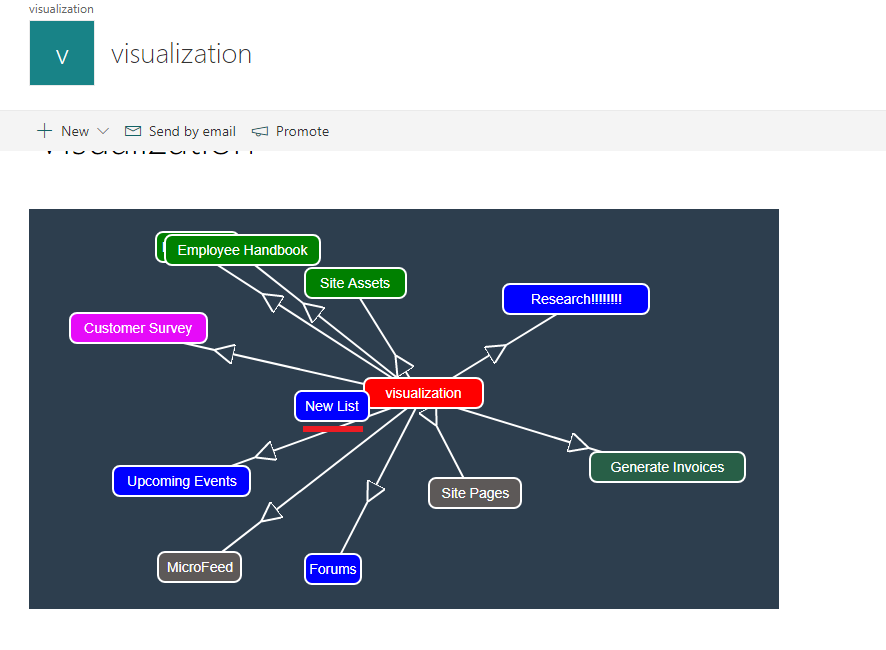 visualization
V
visualization
New
Send by email
Promote
visualization
Employee Handbook
Site Assets
Research!!!!!!!!
Customer Survey
visualization
New List
Generate Invoices
Upcoming Events
Site Pages
MicroFeed
Forums